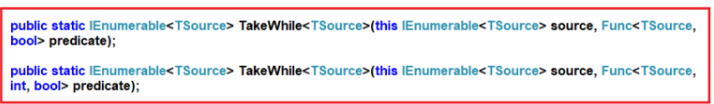 public static IEnumerable<TSource> TakeWhile<TSource>(this IEnumerable<TSource> source, Func<TSource,
bool> predicate);
public static IEnumerable<TSource> TakeWhile<TSource>(this IEnumerable<TSource> source, Func<TSource,
int, bool> predicate);